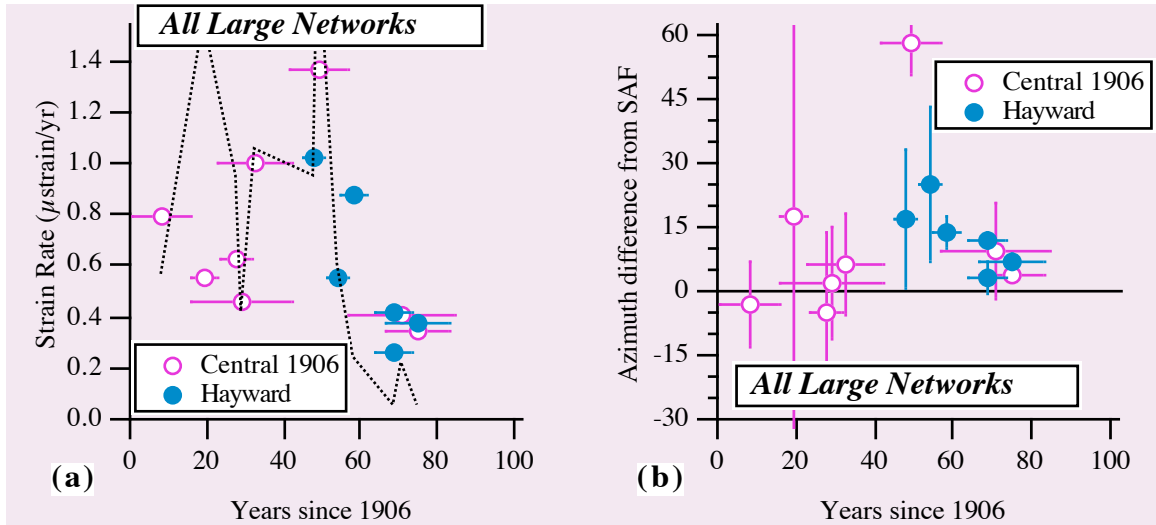 All Large Networks
Strain Rate (μstrain/yr)
1.4
1.2
1.0
0.8
0.6
0.4
0.2
0.0
Central 1906
Hayward
0
20
40
60
80
100
(a)
Years since 1906
Azimuth difference from SAF
60
45
30
15
0
-15
-30
Central 1906
Hayward
All Large Networks
0
20
40
60
80
100
(b)
Years since 1906